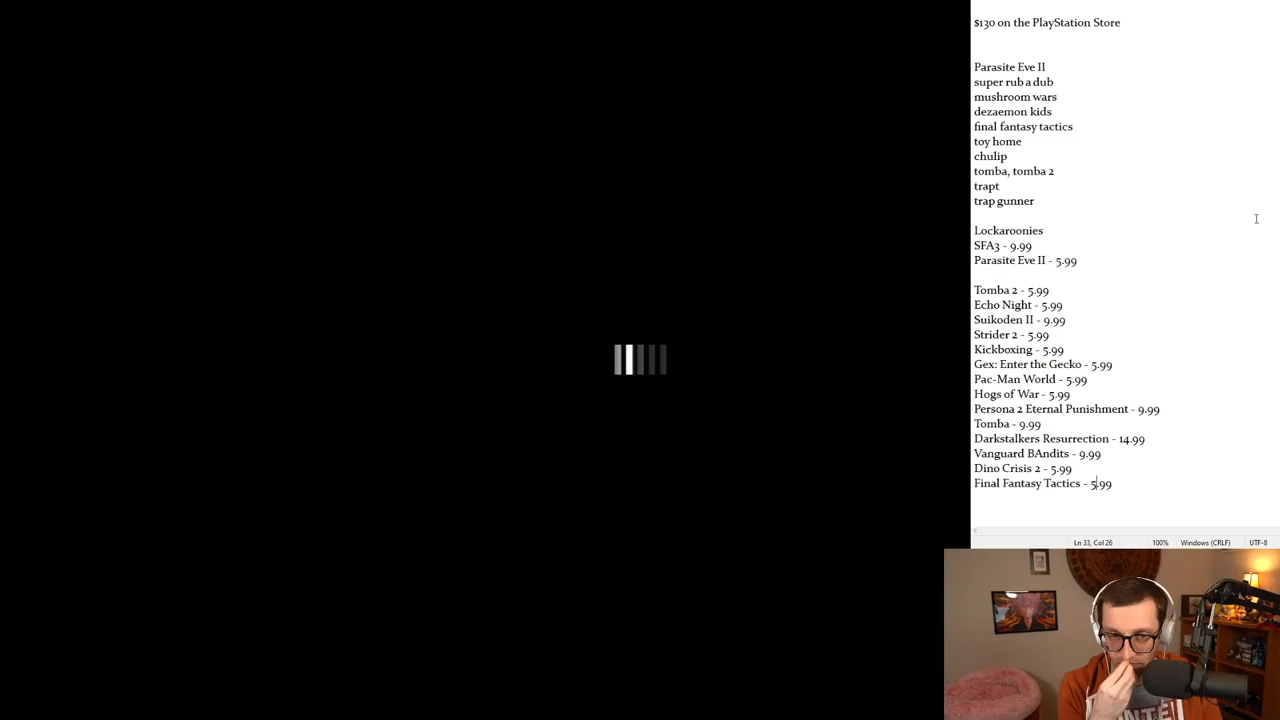 $130 on the PlayStation Store
Parasite Eve II
super rub a dub
mushroom wars
dezaemon kids
final fantasy tactics
toy home
chulip
tomba, tomba 2
trapt
trap gunner
Lockaroonies
SFA3 - 9.99
Parasite Eve II - 5.99
Tomba 2 - 5.99
Echo Night - 5.99
Suikoden II - 9.99
Strider 2 - 5.99
Kickboxing - 5.99
Gex: Enter the Gecko - 5.99
Pac-Man World - 5.99
Hogs of War - 5.99
Persona 2 Eternal Punishment - 9.99
Tomba - 9.99
Darkstalkers Resurrection - 14.99
Vanguard BAndits - 9.99
Dino Crisis 2 - 5.99
Final Fantasy Tactics - 5.99
Ln 33, Col 26 100% Windows (CRLF) UTF-8